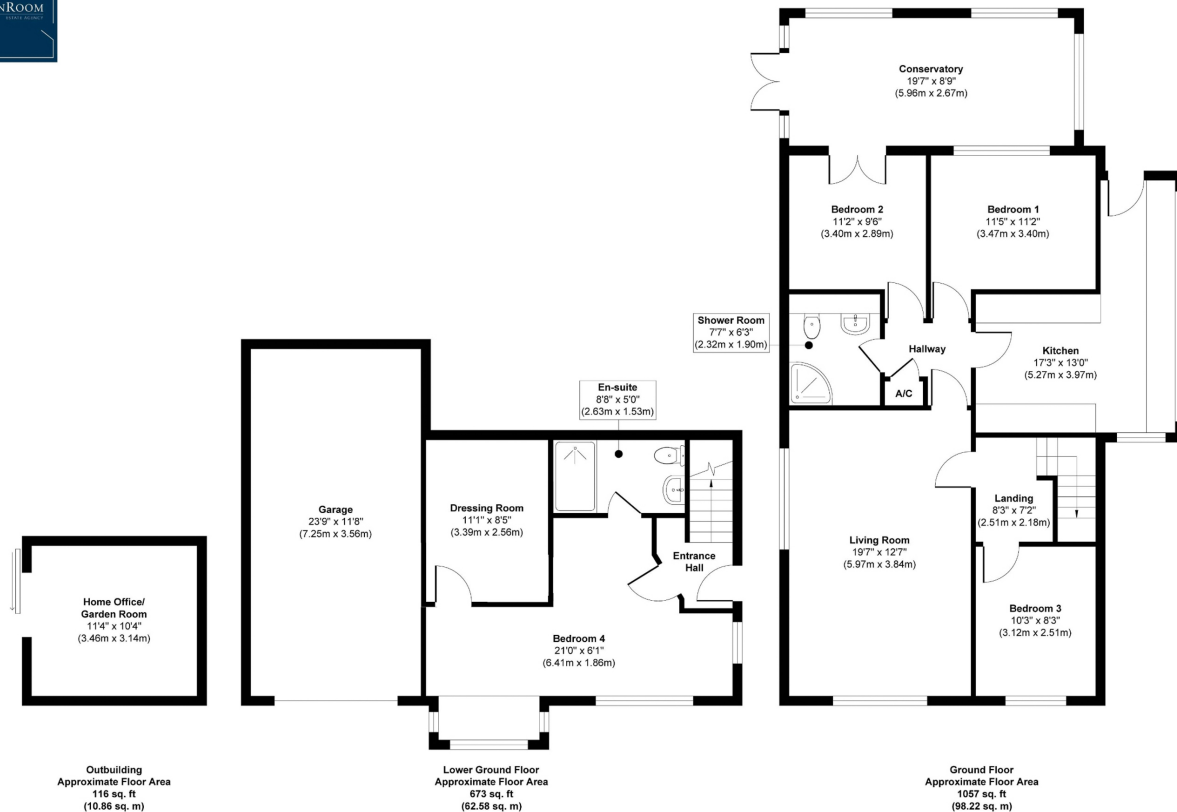 NROOM
ESTATE AGENCY
Conservatory
19'7" x 8'9"
(5.96m x 2.67m)
Bedroom 2
11'2" x 9'6"
(3.40m x 2.89m)
Bedroom 1
11'5" x 11'2"
(3.47m x 3.40m)
Shower Room
7'7" x 6'3"
(2.32m x 1.90m)
Hallway
A/C
Kitchen
17'3" x 13'0"
(5.27m x 3.97m)
En-suite
8'8" x 5'0"
(2.63m x 1.53m)
Garage
23'9" x 11'8"
(7.25m x 3.56m)
Dressing Room
11'1" x 8'5"
(3.39m x 2.56m)
Entrance
Hall
Landing
8'3" x 7'2"
(2.51m x 2.18m)
Living Room
19'7" x 12'7"
(5.97m x 3.84m)
Home Office/
Garden Room
11'4" x 10'4"
(3.46m x 3.14m)
Bedroom 4
21'0" x 6'1"
(6.41m x 1.86m)
Bedroom 3
10'3" x 8'3"
(3.12m x 2.51m)
Outbuilding
Approximate Floor Area
116 sq. ft
(10.86 sq. m)
Lower Ground Floor
Approximate Floor Area
673 sq. ft
(62.58 sq. m)
Ground Floor
Approximate Floor Area
1057 sq. ft
(98.22 sq. m)